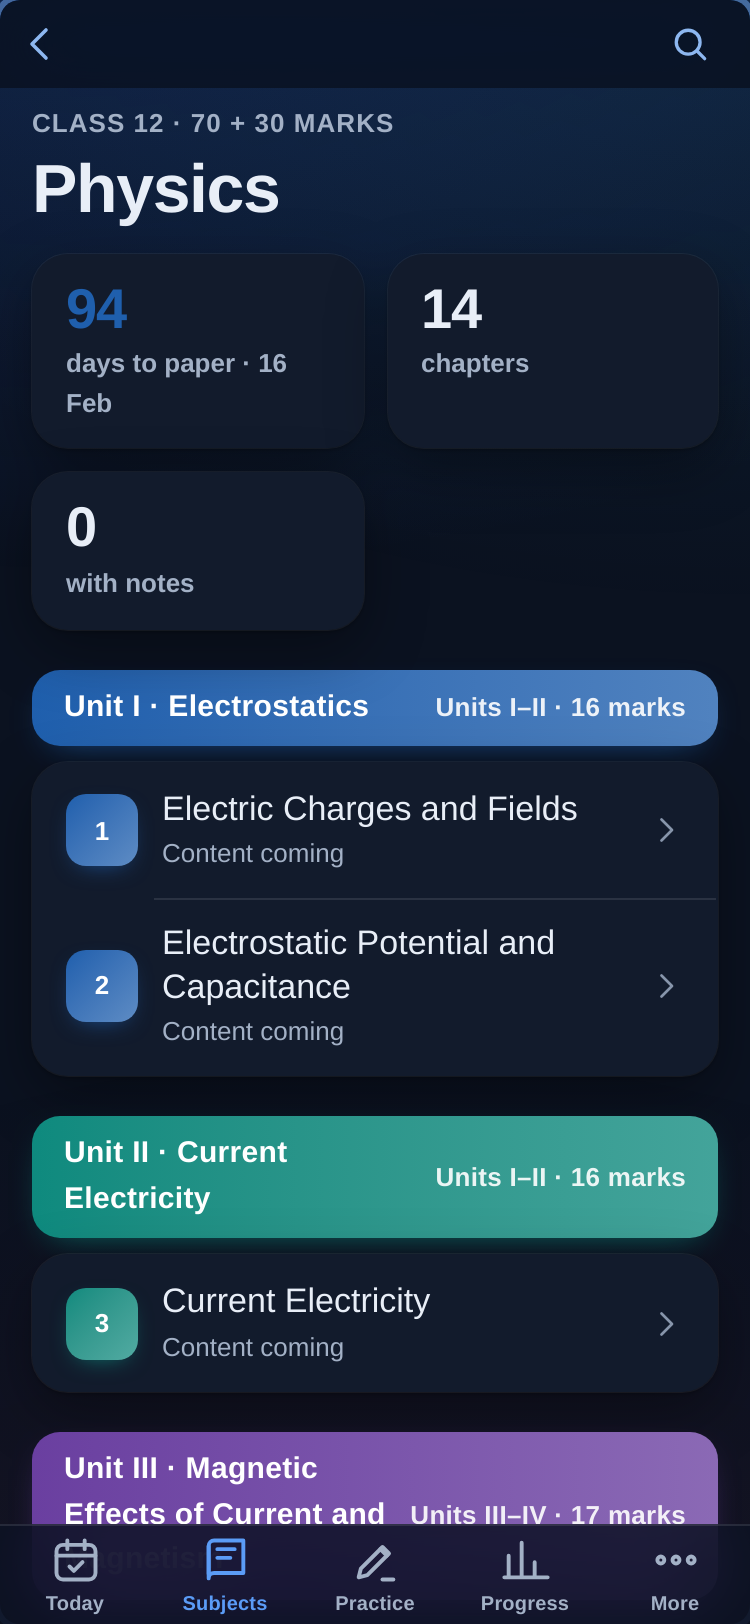 CLASS 12 · 70 + 30 MARKS
Physics
94
days to paper · 16
Feb
14
chapters
0
with notes
Unit I · Electrostatics
Units I–II · 16 marks
1
Electric Charges and Fields
Content coming
2
Electrostatic Potential and
Capacitance
Content coming
Unit II · Current
Electricity
Units I–II · 16 marks
3
Current Electricity
Content coming
Unit III · Magnetic
Effects of Current and
Units III–IV · 17 marks
Today
Subjects
Practice
Progress
More